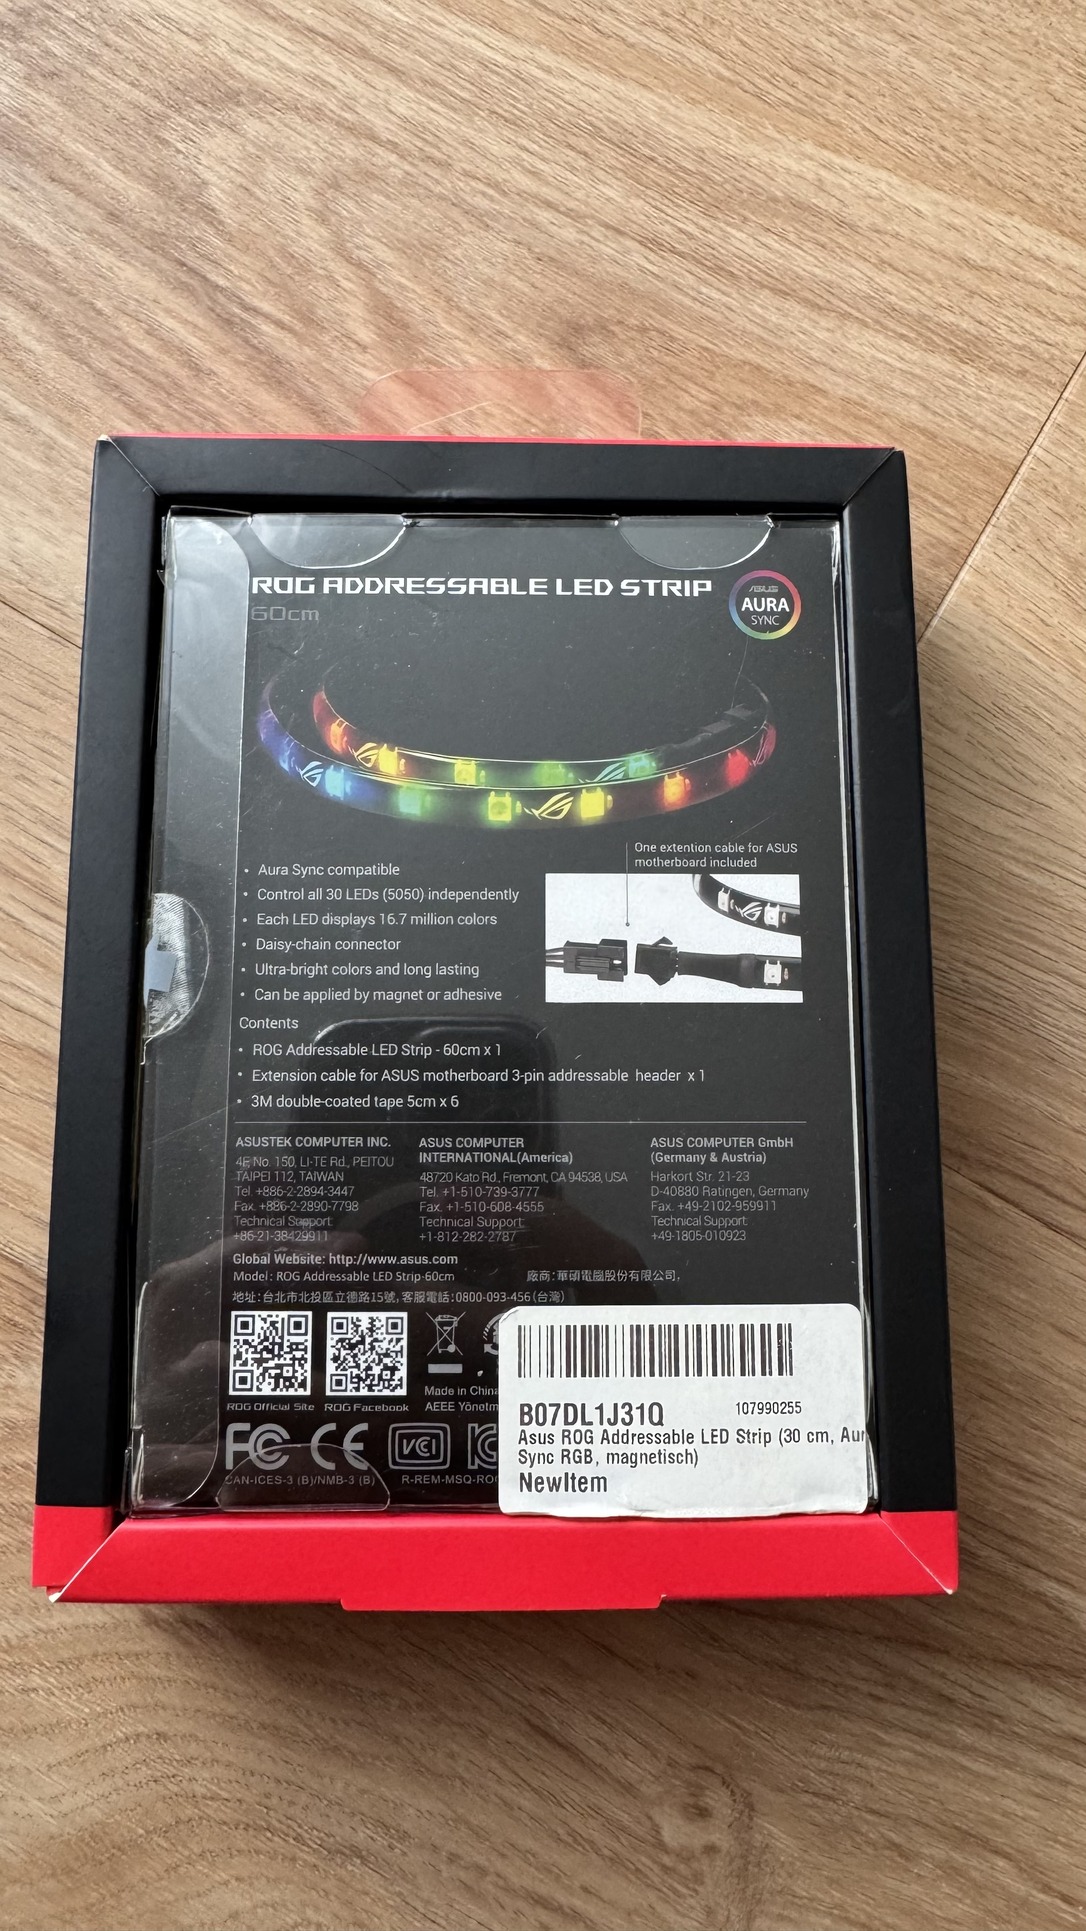 ROG ADDRESSABLE LED STRIP
60cm
ASUS
AURA
SYNC
One extention cable for ASUS
motherboard included
• Aura Sync compatible
• Control all 30 LEDs (5050) independently
• Each LED displays 16.7 million colors
• Daisy-chain connector
• Ultra-bright colors and long lasting
• Can be applied by magnet or adhesive
Contents
• ROG Addressable LED Strip - 60cm x 1
• Extension cable for ASUS motherboard 3-pin addressable header x 1
• 3M double-coated tape 5cm x 6
ASUSTEK COMPUTER INC.
4F, No. 150, LI-TE Rd., PEITOU
TAIPEI 112, TAIWAN
Tel. +886-2-2894-3447
Fax. +886-2-2890-7798
Technical Support:
+86-21-38429911
ASUS COMPUTER
INTERNATIONAL(America)
48720 Kato Rd., Fremont, CA 94538, USA
Tel. +1-510-739-3777
Fax. +1-510-608-4555
Technical Support:
+1-812-282-2787
ASUS COMPUTER GmbH
(Germany & Austria)
Harkort Str. 21-23
D-40880 Ratingen, Germany
Fax. +49-2102-959911
Technical Support:
+49-1805-010923
Global Website: http://www.asus.com
Model: ROG Addressable LED Strip-60cm
廠商:華碩電腦股份有限公司.
地址:台北市北投區立德路15號, 客服電話:0800-093-456 (台灣)
ROG Official Site
ROG Facebook
Made in China
AEEE Yönetm
FC CE VCI
CAN-ICES-3 (B)/NMB-3 (B)
R-REM-MSQ-ROG
B07DL1J31Q
107990255
Asus ROG Addressable LED Strip (30 cm, Aur
Sync RGB, magnetisch)
NewItem